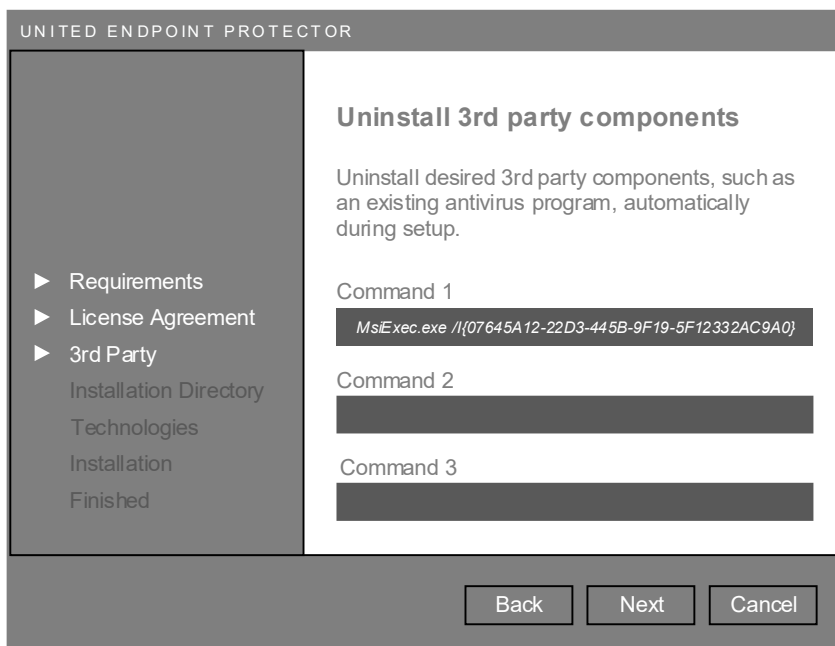 UNITED ENDPOINT PROTECTOR
Uninstall 3rd party components
Uninstall desired 3rd party components, such as
an existing antivirus program, automatically
during setup.
► Requirements
► License Agreement
► 3rd Party
Installation Directory
Technologies
Installation
Finished
Command 1
MsiExec.exe /I{07645A12-22D3-445B-9F19-5F12332AC9A0}
Command 2
Command 3
Back
Next
Cancel